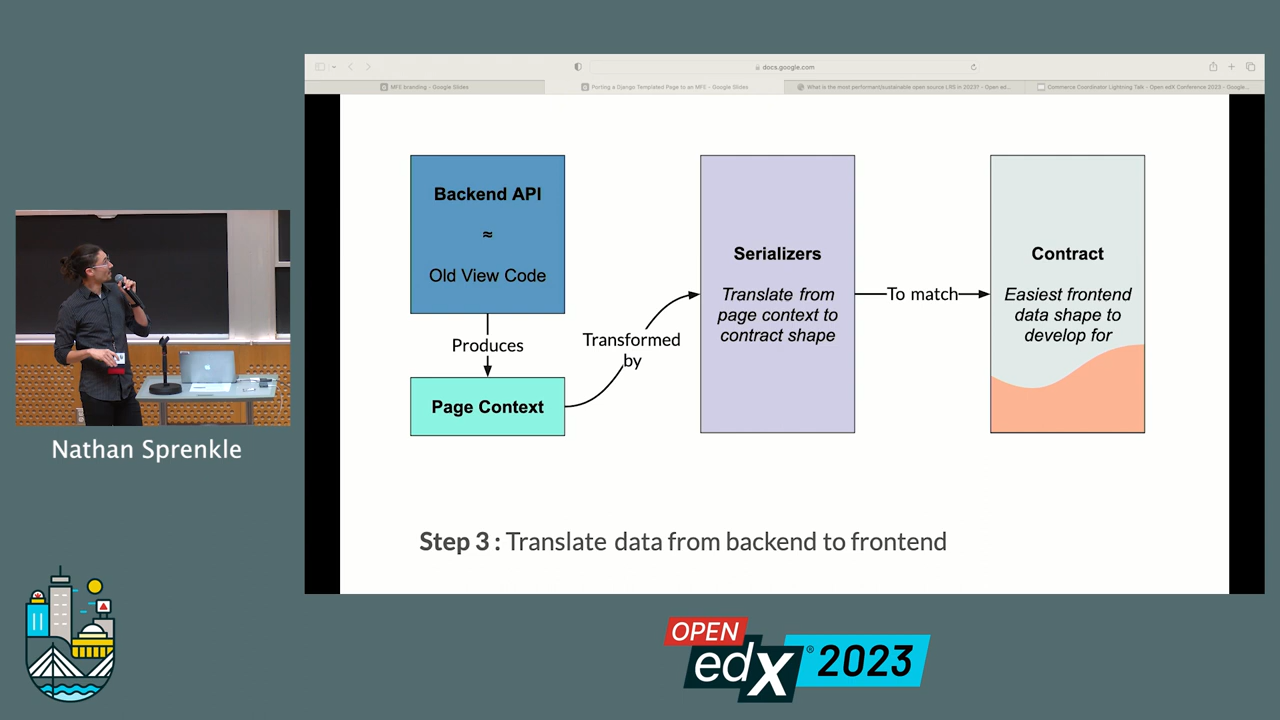 docs.google.com
MFE branding - Google Slides
Porting a Django Templated Page to an MFE - Google Slides
What is the most performant/sustainable open source LRS in 2023? - Open ed...
Commerce Coordinator Lightning Talk - Open edX Conference 2023 - Google...
Backend API
≈
Old View Code
Produces
Page Context
Transformed
by
Serializers
Translate from
page context to
contract shape
To match
Contract
Easiest frontend
data shape to
develop for
Step 3 : Translate data from backend to frontend
Nathan Sprenkle
OPEN
edX® 2023